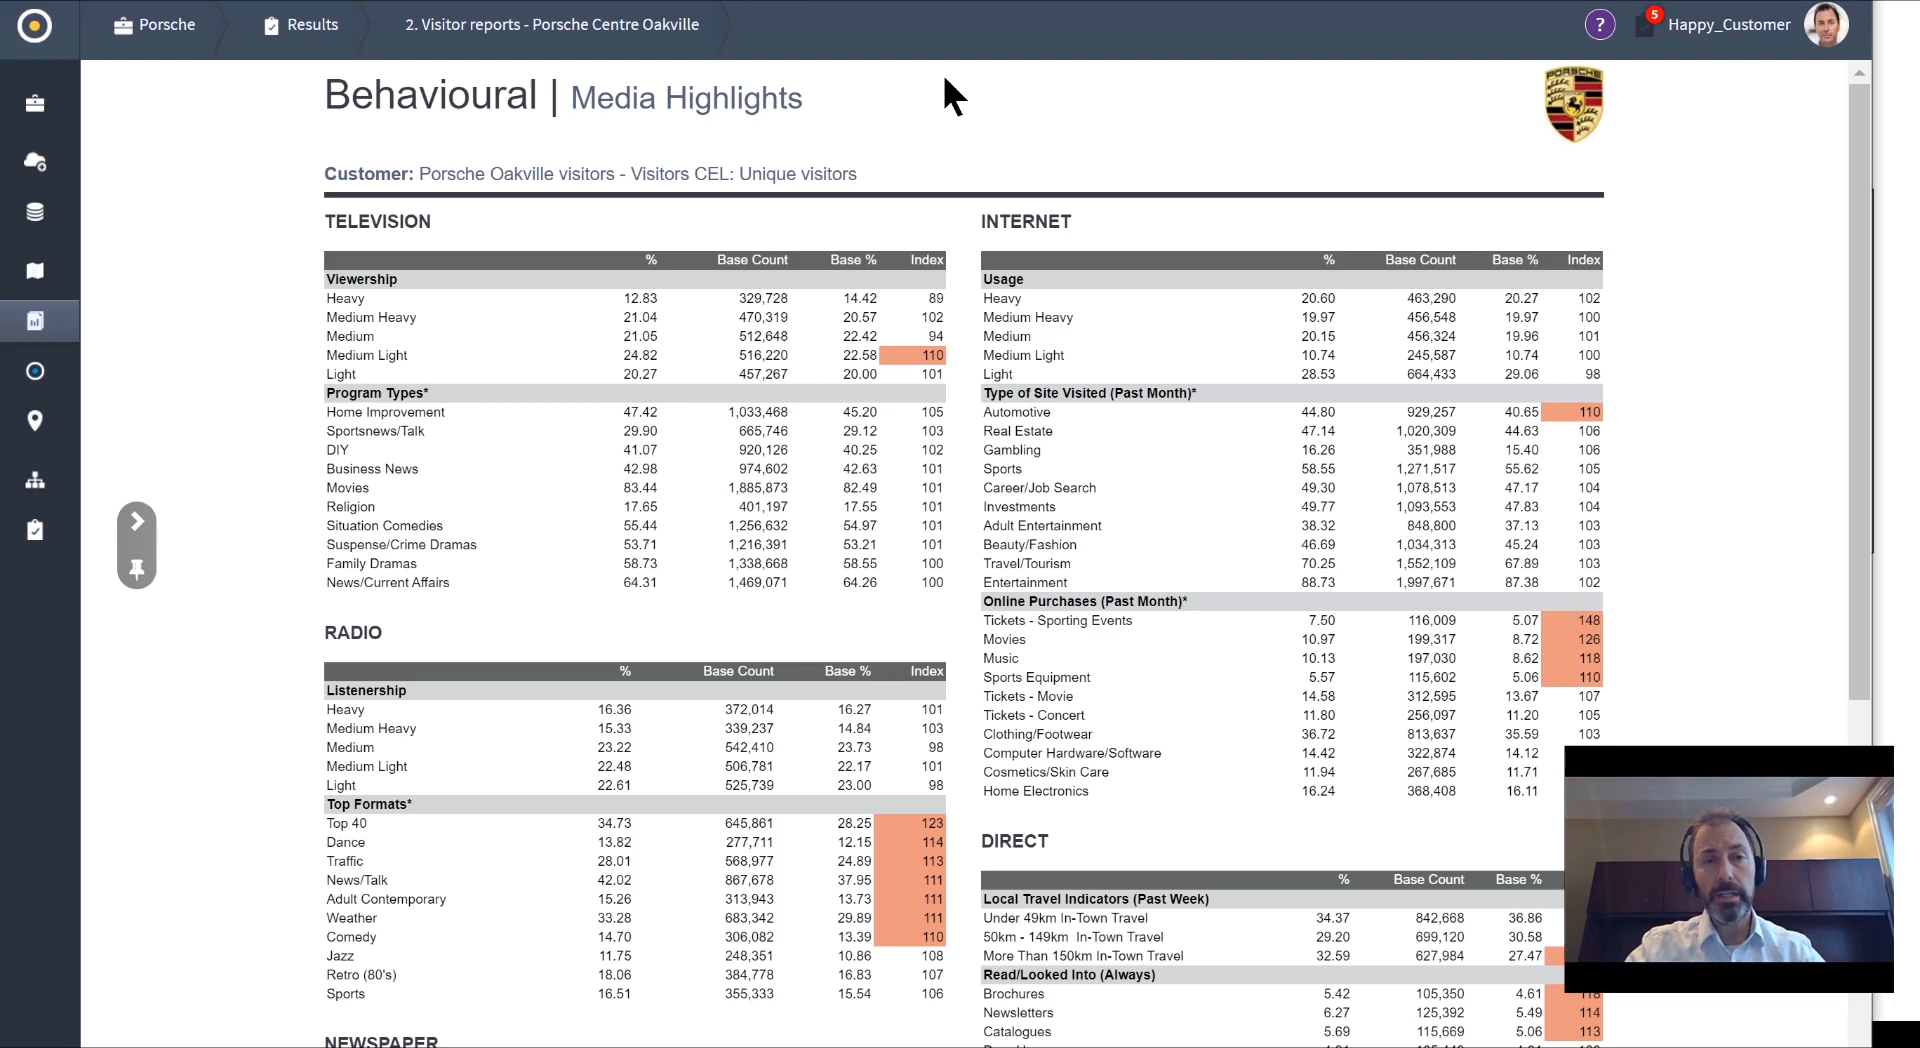 Porsche
Results
2. Visitor reports - Porsche Centre Oakville
?
5
Happy_Customer
Behavioural | Media Highlights
PORSCHE
Customer: Porsche Oakville visitors - Visitors CEL: Unique visitors
TELEVISION
% Base Count Base % Index
Viewership
Heavy 12.83 329,728 14.42 89
Medium Heavy 21.04 470,319 20.57 102
Medium 21.05 512,648 22.42 94
Medium Light 24.82 516,220 22.58 110
Light 20.27 457,267 20.00 101
Program Types*
Home Improvement 47.42 1,033,468 45.20 105
Sportsnews/Talk 29.90 665,746 29.12 103
DIY 41.07 920,126 40.25 102
Business News 42.98 974,602 42.63 101
Movies 83.44 1,885,873 82.49 101
Religion 17.65 401,197 17.55 101
Situation Comedies 55.44 1,256,632 54.97 101
Suspense/Crime Dramas 53.71 1,216,391 53.21 101
Family Dramas 58.73 1,338,668 58.55 100
News/Current Affairs 64.31 1,469,071 64.26 100
RADIO
% Base Count Base % Index
Listenership
Heavy 16.36 372,014 16.27 101
Medium Heavy 15.33 339,237 14.84 103
Medium 23.22 542,410 23.73 98
Medium Light 22.48 506,781 22.17 101
Light 22.61 525,739 23.00 98
Top Formats*
Top 40 34.73 645,861 28.25 123
Dance 13.82 277,711 12.15 114
Traffic 28.01 568,977 24.89 113
News/Talk 42.02 867,678 37.95 111
Adult Contemporary 15.26 313,943 13.73 111
Weather 33.28 683,342 29.89 111
Comedy 14.70 306,082 13.39 110
Jazz 11.75 248,351 10.86 108
Retro (80's) 18.06 384,778 16.83 107
Sports 16.51 355,333 15.54 106
NEWSPAPER
INTERNET
% Base Count Base % Index
Usage
Heavy 20.60 463,290 20.27 102
Medium Heavy 19.97 456,548 19.97 100
Medium 20.15 456,324 19.96 101
Medium Light 10.74 245,587 10.74 100
Light 28.53 664,433 29.06 98
Type of Site Visited (Past Month)*
Automotive 44.80 929,257 40.65 110
Real Estate 47.14 1,020,309 44.63 106
Gambling 16.26 351,988 15.40 106
Sports 58.55 1,271,517 55.62 105
Career/Job Search 49.30 1,078,513 47.17 104
Investments 49.77 1,093,553 47.83 104
Adult Entertainment 38.32 848,800 37.13 103
Beauty/Fashion 46.69 1,034,313 45.24 103
Travel/Tourism 70.25 1,552,109 67.89 103
Entertainment 88.73 1,997,671 87.38 102
Online Purchases (Past Month)*
Tickets - Sporting Events 7.50 116,009 5.07 148
Movies 10.97 199,317 8.72 126
Music 10.13 197,030 8.62 118
Sports Equipment 5.57 115,602 5.06 110
Tickets - Movie 14.58 312,595 13.67 107
Tickets - Concert 11.80 256,097 11.20 105
Clothing/Footwear 36.72 813,637 35.59 103
Computer Hardware/Software 14.42 322,874 14.12
Cosmetics/Skin Care 11.94 267,685 11.71
Home Electronics 16.24 368,408 16.11
DIRECT
% Base Count Base %
Local Travel Indicators (Past Week)
Under 49km In-Town Travel 34.37 842,668 36.86
50km - 149km In-Town Travel 29.20 699,120 30.58
More Than 150km In-Town Travel 32.59 627,984 27.47
Read/Looked Into (Always)
Brochures 5.42 105,350 4.61
Newsletters 6.27 125,392 5.49 114
Catalogues 5.69 115,669 5.06 113